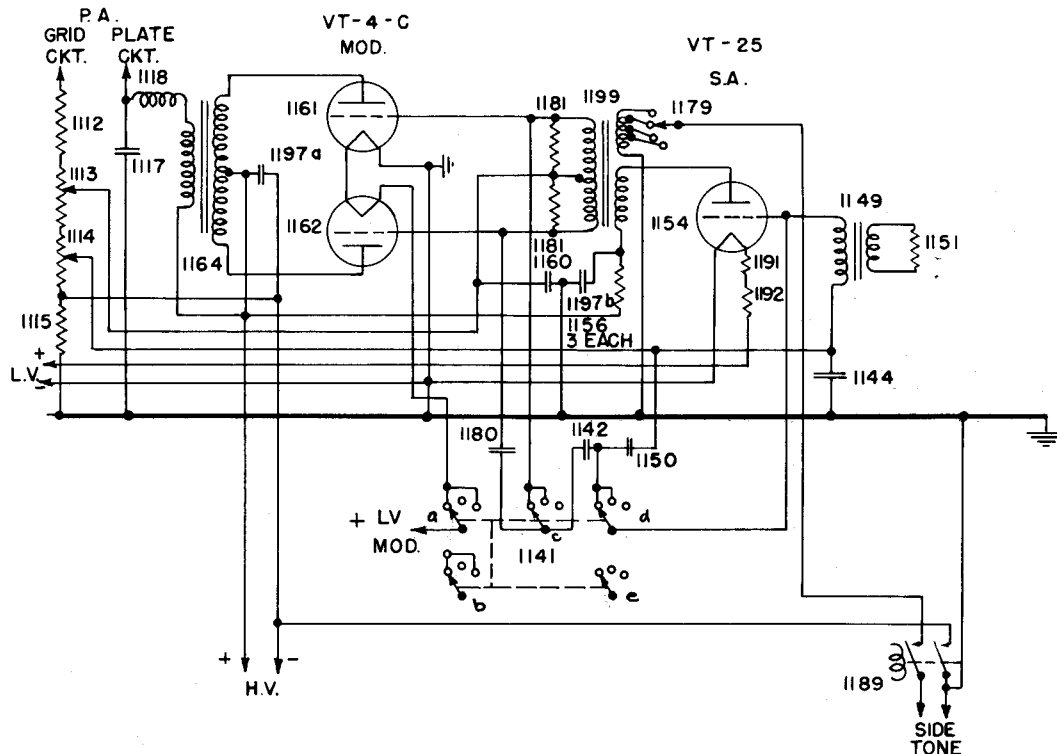 P.A.
GRID CKT.
PLATE CKT.
VT-4-C
MOD.
VT-25
S.A.
1118
1112
1117
1113
1114
1115
1197a
1164
1161
1162
1181
1181
1199
1179
1160
1197b
1156
3 EACH
1154
1191
1192
1149
1151
1144
+
L.V.
-
1180
1142
1150
a
+ LV
MOD.
c
d
1141
b
e
+
-
H.V.
1189
SIDE
TONE